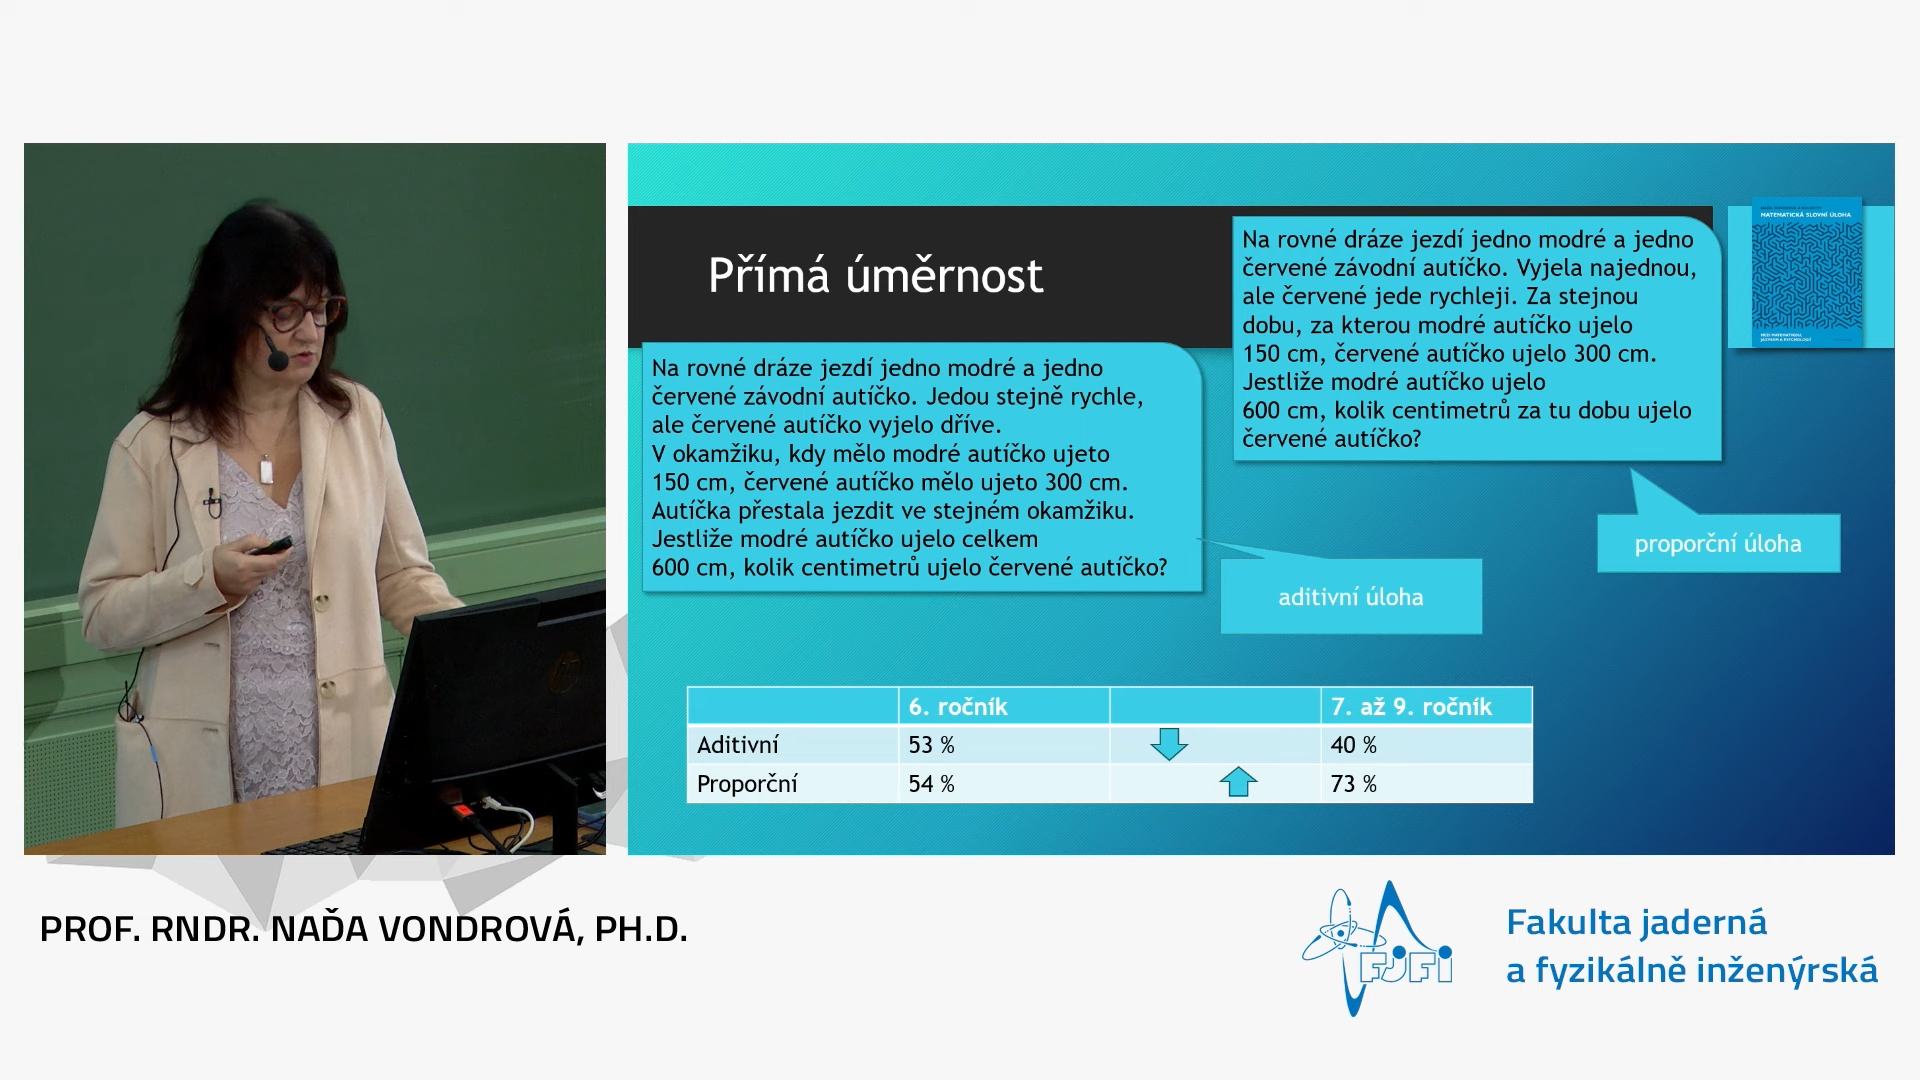 Přímá úměrnost
Na rovné dráze jezdí jedno modré a jedno
červené závodní autíčko. Vyjela najednou,
ale červené jede rychleji. Za stejnou
dobu, za kterou modré autíčko ujelo
150 cm, červené autíčko ujelo 300 cm.
Jestliže modré autíčko ujelo
600 cm, kolik centimetrů za tu dobu ujelo
červené autíčko?
MATEMATICKÁ SLOVNÍ ÚLOHA
MEZI MATEMATIKOU,
JAZYKEM A PSYCHOLOGIÍ
Na rovné dráze jezdí jedno modré a jedno
červené závodní autíčko. Jedou stejně rychle,
ale červené autíčko vyjelo dříve.
V okamžiku, kdy mělo modré autíčko ujeto
150 cm, červené autíčko mělo ujeto 300 cm.
Autíčka přestala jezdit ve stejném okamžiku.
Jestliže modré autíčko ujelo celkem
600 cm, kolik centimetrů ujelo červené autíčko?
proporční úloha
aditivní úloha
6. ročník 7. až 9. ročník
Aditivní 53 % 40 %
Proporční 54 % 73 %
PROF. RNDR. NAĎA VONDROVÁ, PH.D.
FJFI
Fakulta jaderná
a fyzikálně inženýrská